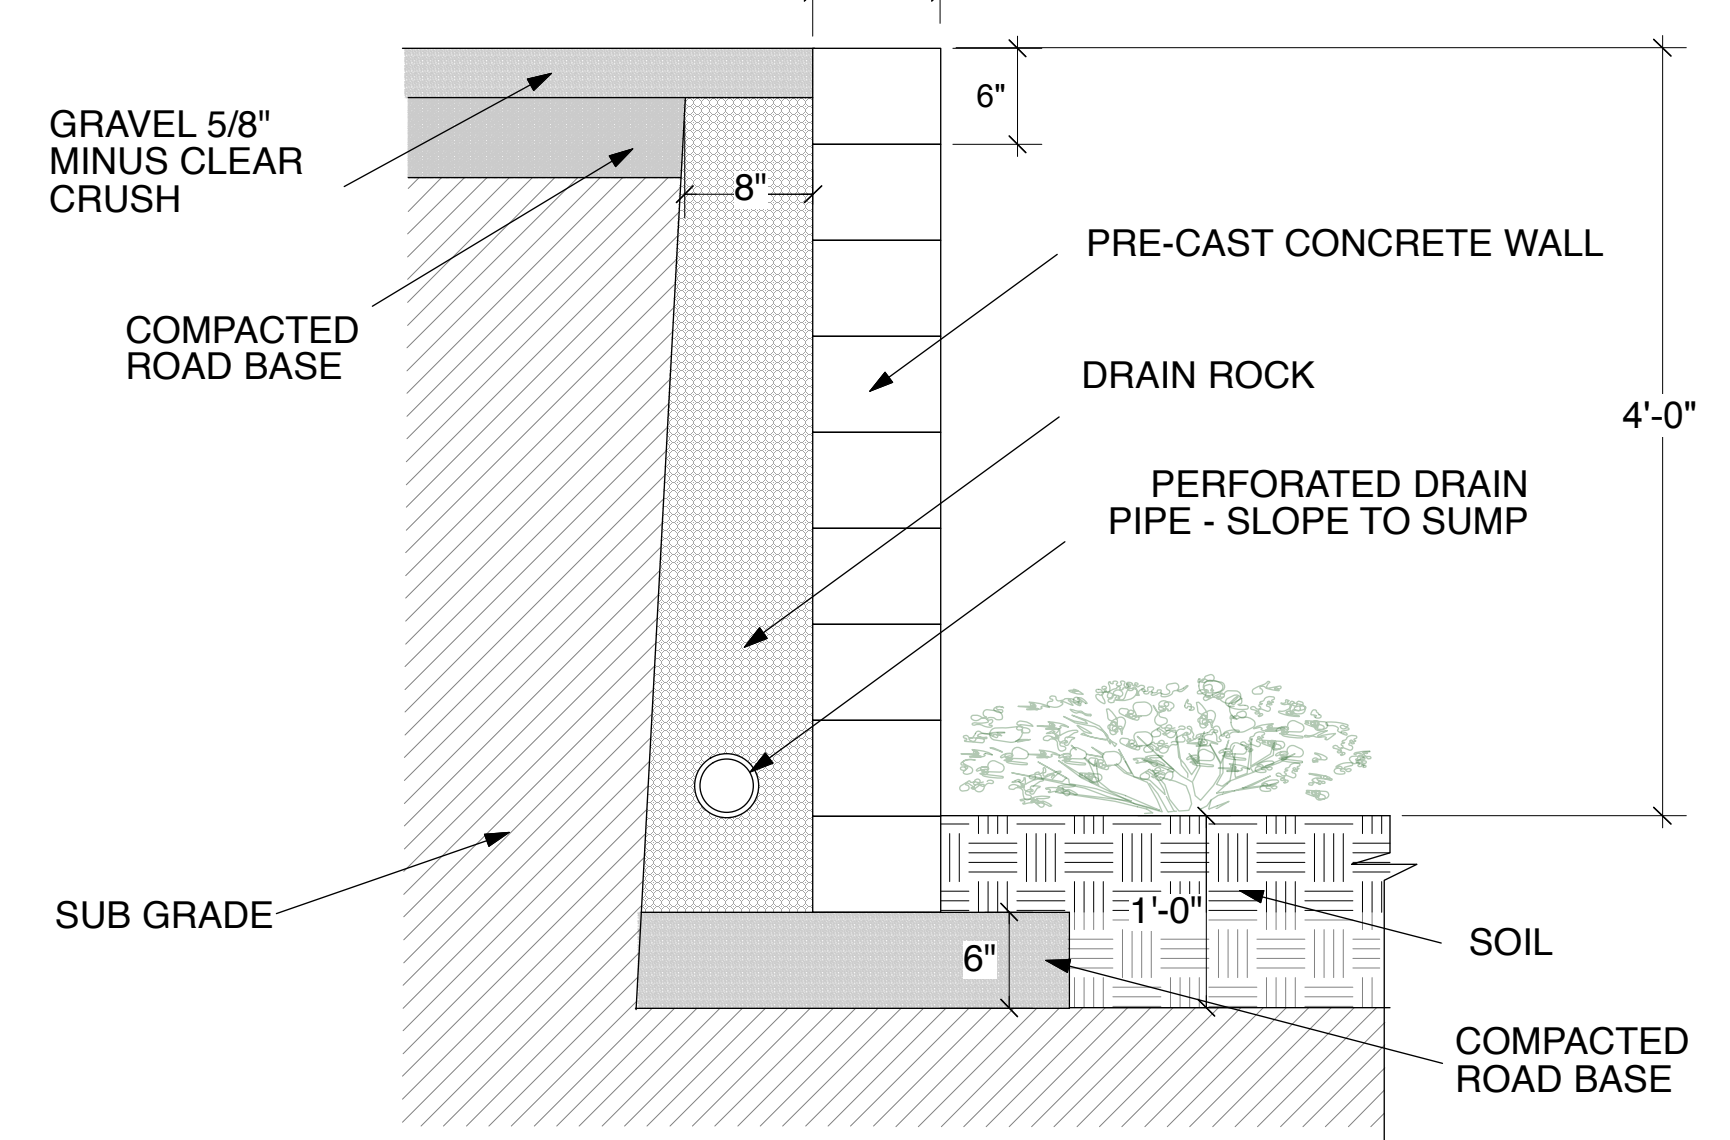 6"
GRAVEL 5/8"
MINUS CLEAR
CRUSH
8"
PRE-CAST CONCRETE WALL
COMPACTED
ROAD BASE
DRAIN ROCK
4'-0"
PERFORATED DRAIN
PIPE - SLOPE TO SUMP
SUB GRADE
1'-0"
6"
SOIL
COMPACTED
ROAD BASE